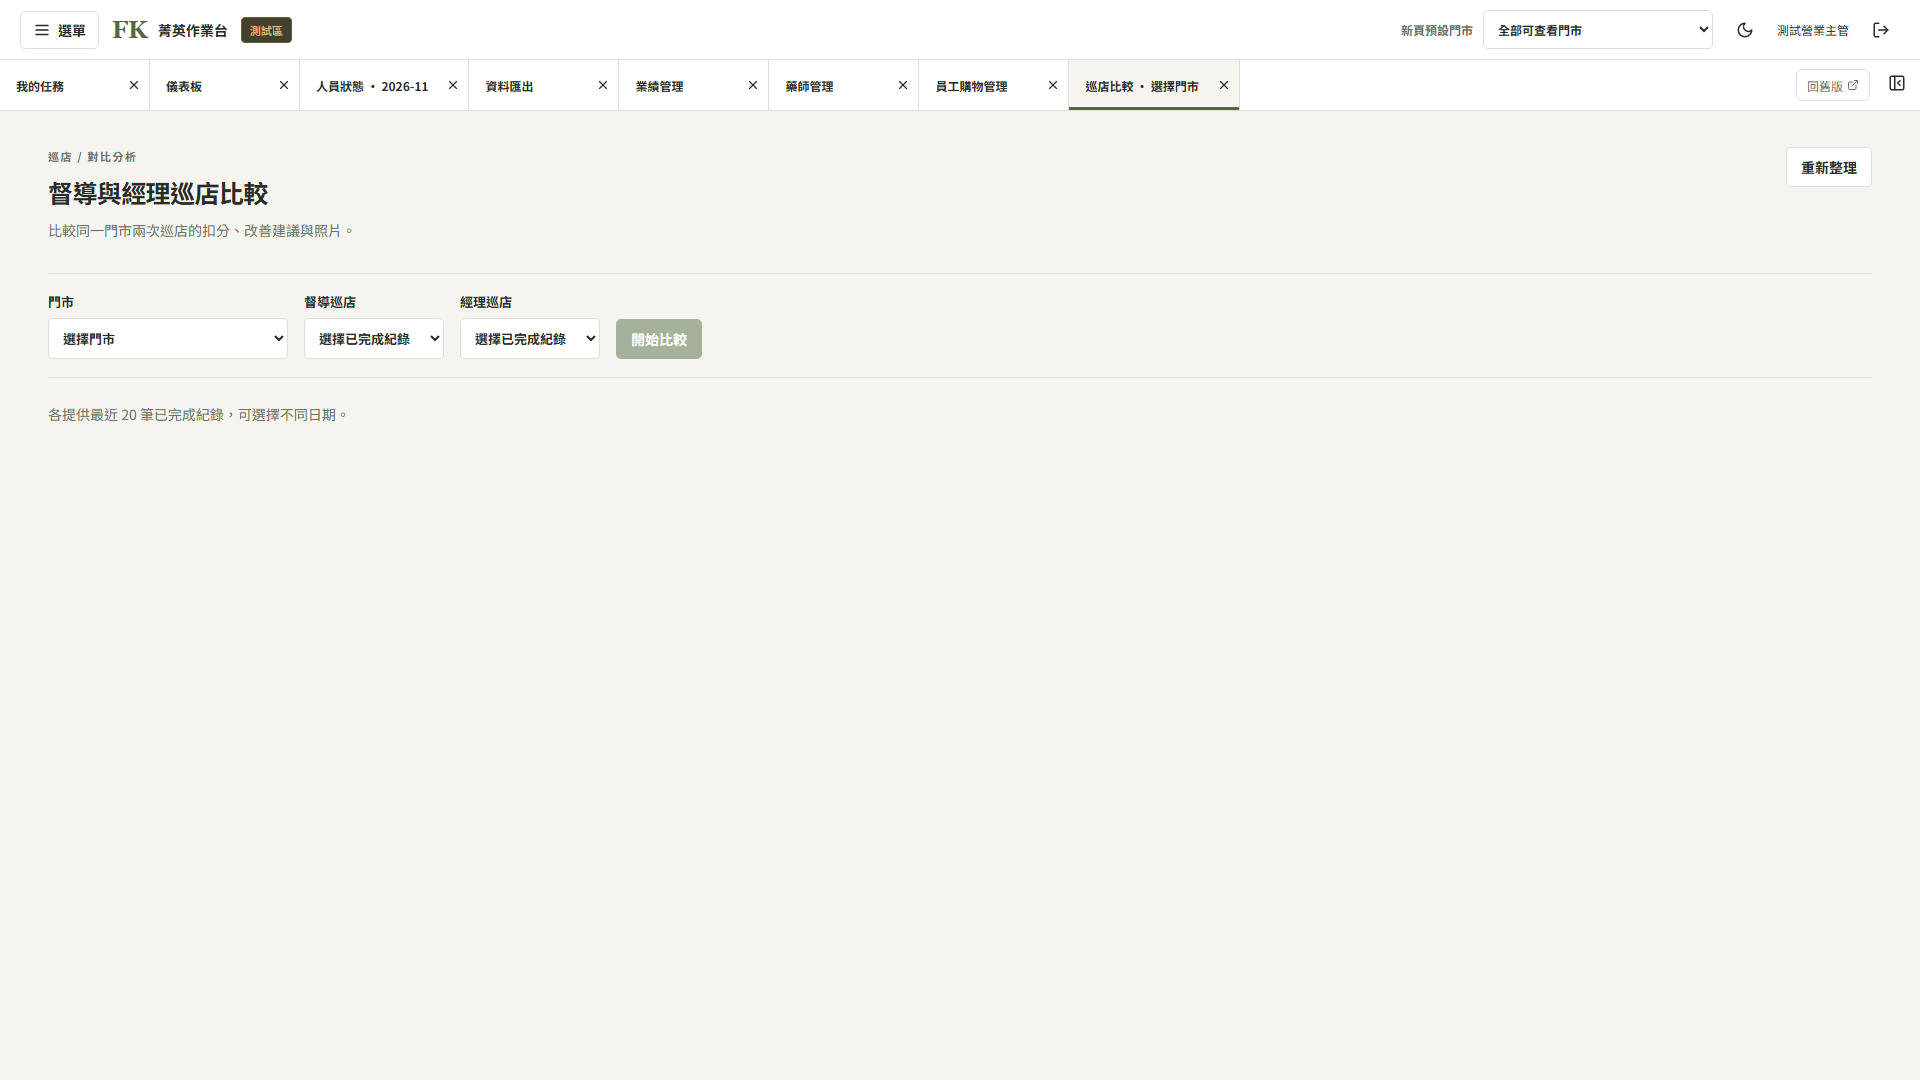 選單 FK 菁英作業台 測試區 新頁預設門市 全部可查看門市 測試營業主管
我的任務 儀表板 人員狀態 • 2026-11 資料匯出 業績管理 藥師管理 員工購物管理 巡店比較 • 選擇門市 回舊版
巡店 / 對比分析
重新整理
督導與經理巡店比較
比較同一門市兩次巡店的扣分、改善建議與照片。
門市 督導巡店 經理巡店
選擇門市 選擇已完成紀錄 選擇已完成紀錄 開始比較
各提供最近 20 筆已完成紀錄，可選擇不同日期。